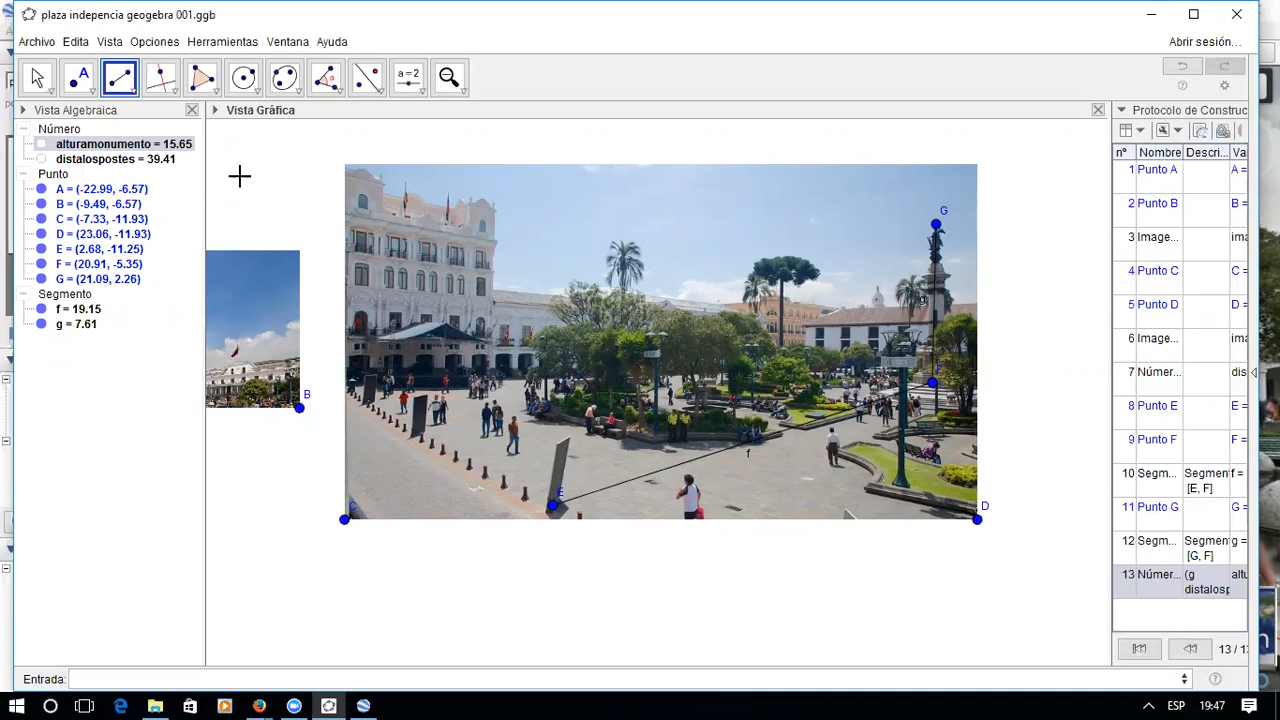 plaza indepencia geogebra 001.ggb
Archivo Edita Vista Opciones Herramientas Ventana Ayuda Abrir sesión...
A α a=2
Vista Algebraica Vista Gráfica Protocolo de Constru
Número
alturamonumento = 15.65
distalospostes = 39.41
Punto
A = (-22.99, -6.57)
B = (-9.49, -6.57)
C = (-7.33, -11.93)
D = (23.06, -11.93)
E = (2.68, -11.25)
F = (20.91, -5.35)
G = (21.09, 2.26)
Segmento
f = 19.15
g = 7.61
G
g
B
f
E
D
nº Nombre Descri... Va
1 Punto A A =
2 Punto B B =
3 Image... ima
4 Punto C C =
5 Punto D D =
6 Image... ima
7 Númer... dis
8 Punto E E =
9 Punto F F =
10 Segm... Segmen f =
[E, F]
11 Punto G G =
12 Segm... Segmen g =
[G, F]
13 Númer... (g altu
distalosp
13 / 13
Entrada:
ESP 19:47